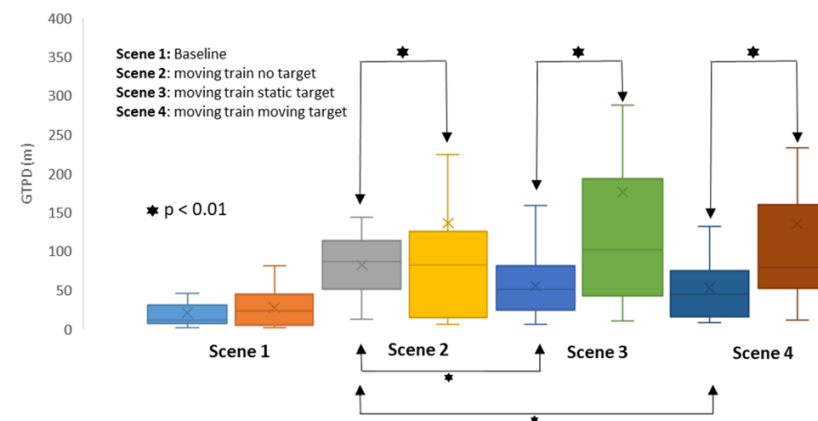 400
350
300
250
200
150
100
50
0
GTPD (m)
Scene 1: Baseline
Scene 2: moving train no target
Scene 3: moving train static target
Scene 4: moving train moving target
p < 0.01
Scene 1
Scene 2
Scene 3
Scene 4